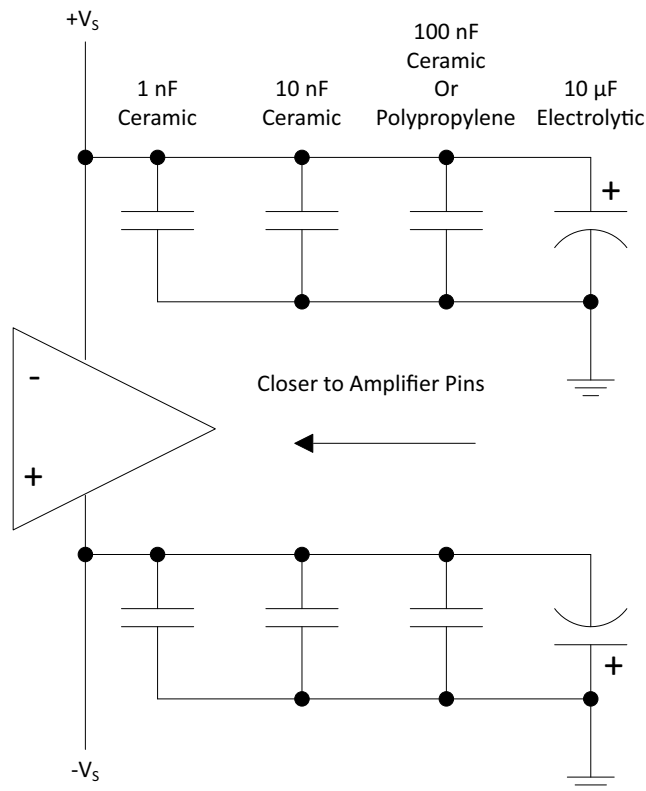 +VS
100 nF
Ceramic
Or
Polypropylene
1 nF
Ceramic
10 nF
Ceramic
10 µF
Electrolytic
+
-
Closer to Amplifier Pins
+
+
-VS